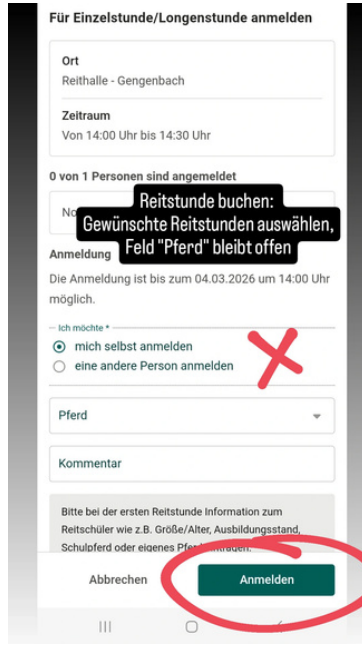 Für Einzelstunde/Longenstunde anmelden
Ort
Reithalle - Gengenbach
Zeitraum
Von 14:00 Uhr bis 14:30 Uhr
0 von 1 Personen sind angemeldet
Reitstunde buchen:
Gewünschte Reitstunden auswählen,
Feld "Pferd" bleibt offen
Anmeldung
Die Anmeldung ist bis zum 04.03.2026 um 14:00 Uhr
möglich.
Ich möchte *
mich selbst anmelden
eine andere Person anmelden
Pferd
Kommentar
Bitte bei der ersten Reitstunde Information zum
Reitschüler wie z.B. Größe/Alter, Ausbildungsstand,
Schulpferd oder eigenes
Abbrechen
Anmelden